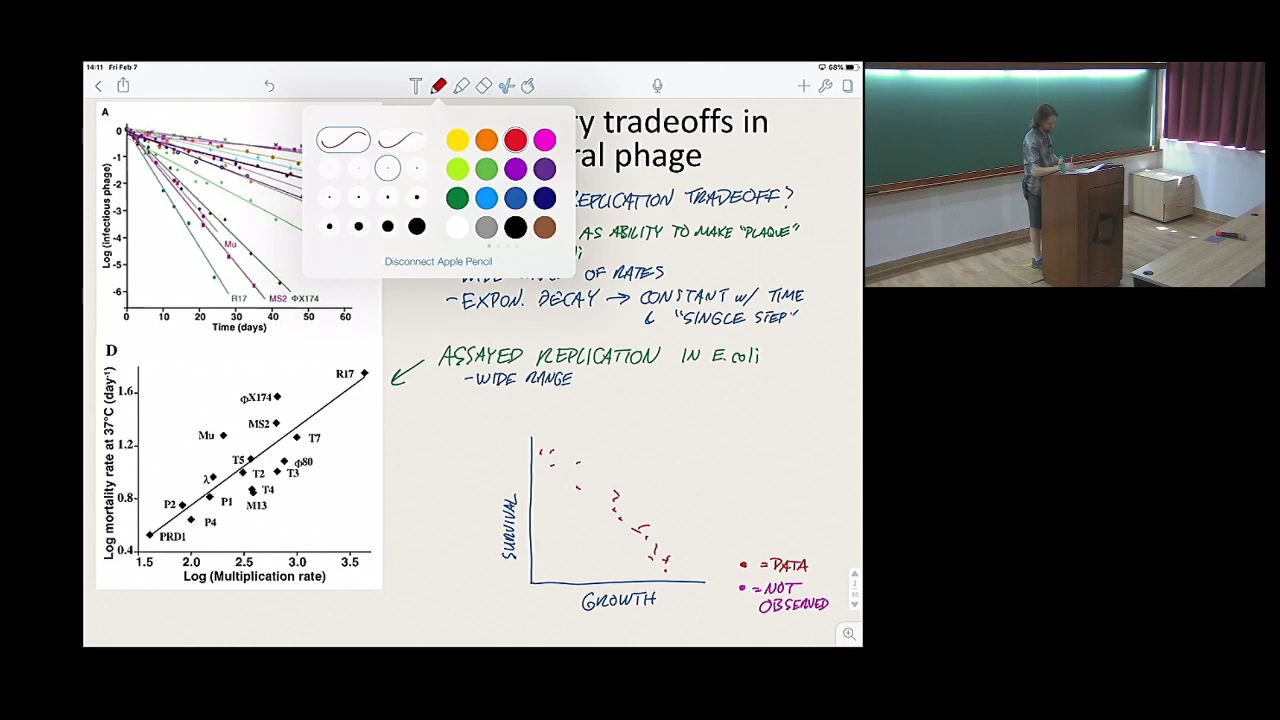 14:11 Fri Feb 7
68%
T
A
0
-1
-2
-3
-4
-5
-6
Log (infectious phage)
Mu
R17 MS2 ΦX174
0 10 20 30 40 50 60
Time (days)
Disconnect Apple Pencil
ry tradeoffs in
ral phage
REPLICATION TRADEOFF?
AS ABILITY TO MAKE "PLAQUE"
OF RATES
- EXPON. DECAY → CONSTANT w/ TIME
& "SINGLE STEP"
ASSAYED REPLICATION IN E. coli
- WIDE RANGE
D
Log mortality rate at 37°C (day⁻¹)
1.6
1.2
0.8
0.4
R17
ΦX174
MS2
Mu
T7
T5
Φ80
λ
T2
T3
T4
P2
P1
M13
P4
PRD1
1.5 2.0 2.5 3.0 3.5
Log (Multiplication rate)
SURVIVAL
GROWTH
• = DATA
• = NOT
OBSERVED